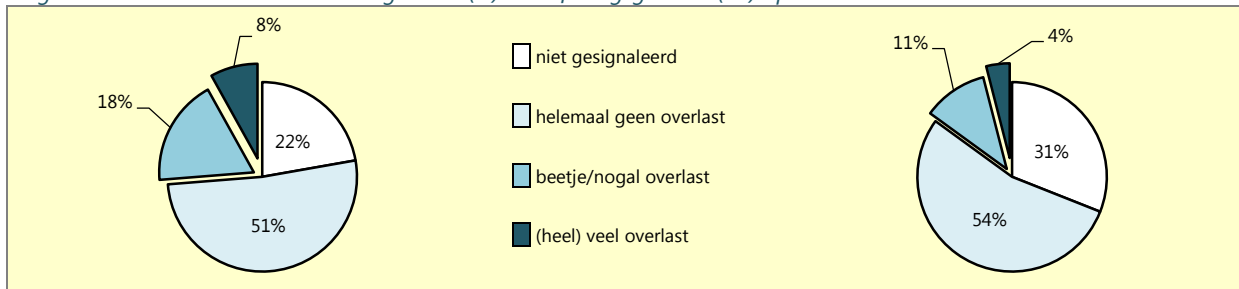 8%
18%
22%
51%
niet gesignaleerd
helemaal geen overlast
beetje/nogal overlast
(heel) veel overlast
4%
11%
31%
54%